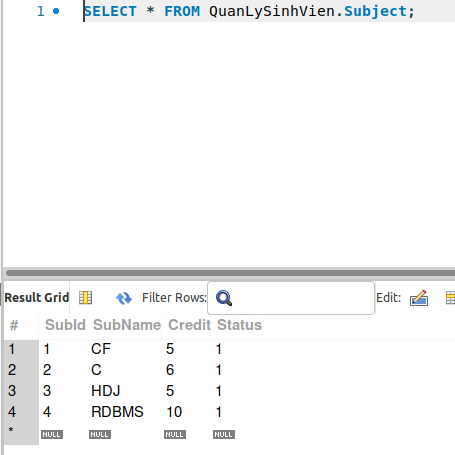 1 SELECT * FROM QuanLySinhVien.Subject;
Result Grid Filter Rows: Edit:
# SubId SubName Credit Status
1 1 CF 5 1
2 2 C 6 1
3 3 HDJ 5 1
4 4 RDBMS 10 1
* NULL NULL NULL NULL